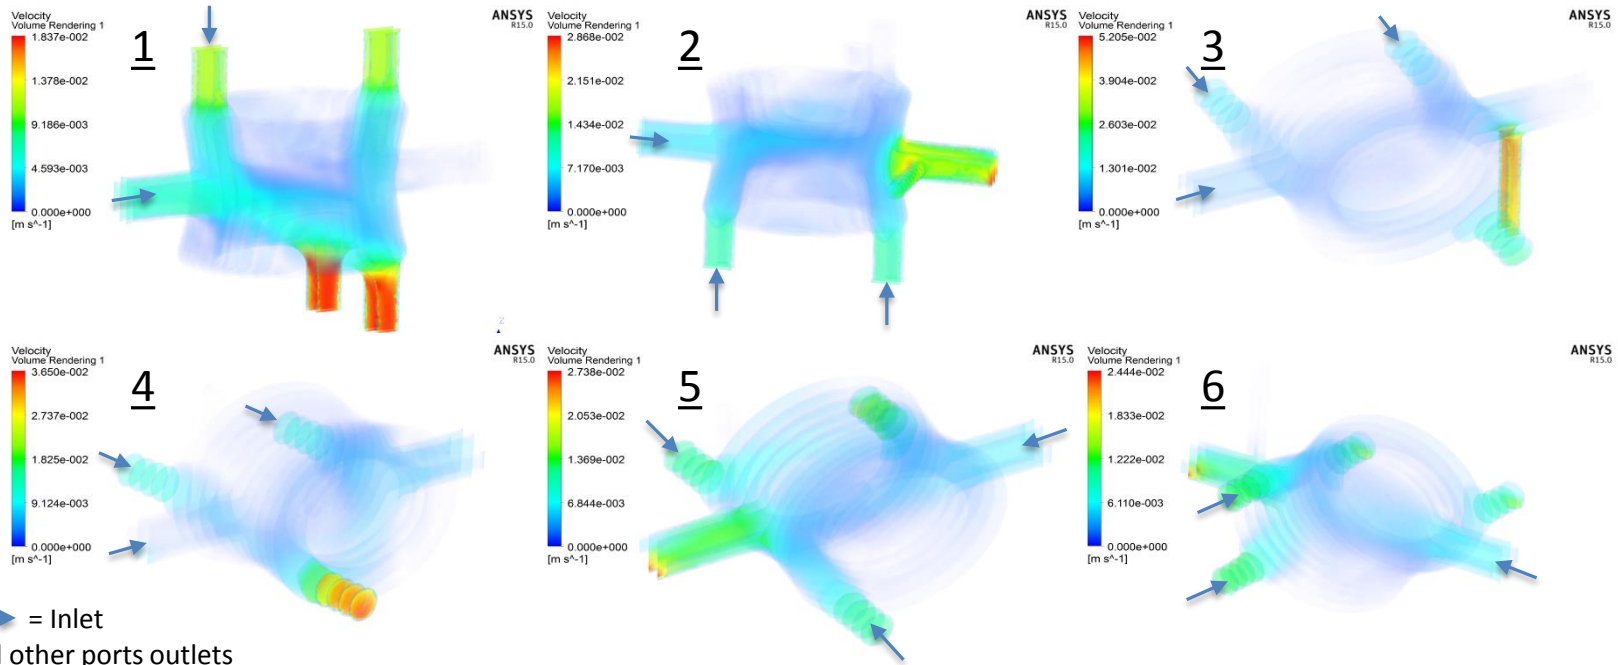 Velocity
Volume Rendering 1
1.837e-002
1.378e-002
9.186e-003
4.593e-003
0.000e+000
[m s^-1]
1
ANSYS
R15.0
Velocity
Volume Rendering 1
2.868e-002
2.151e-002
1.434e-002
7.170e-003
0.000e+000
[m s^-1]
2
ANSYS
R15.0
Velocity
Volume Rendering 1
5.205e-002
3.904e-002
2.603e-002
1.301e-002
0.000e+000
[m s^-1]
3
ANSYS
R15.0
Velocity
Volume Rendering 1
3.650e-002
2.737e-002
1.825e-002
9.124e-003
0.000e+000
[m s^-1]
4
ANSYS
R15.0
Velocity
Volume Rendering 1
2.738e-002
2.053e-002
1.369e-002
6.844e-003
0.000e+000
[m s^-1]
5
ANSYS
R15.0
Velocity
Volume Rendering 1
2.444e-002
1.833e-002
1.222e-002
6.110e-003
0.000e+000
[m s^-1]
6
ANSYS
R15.0
= Inlet
other ports outlets